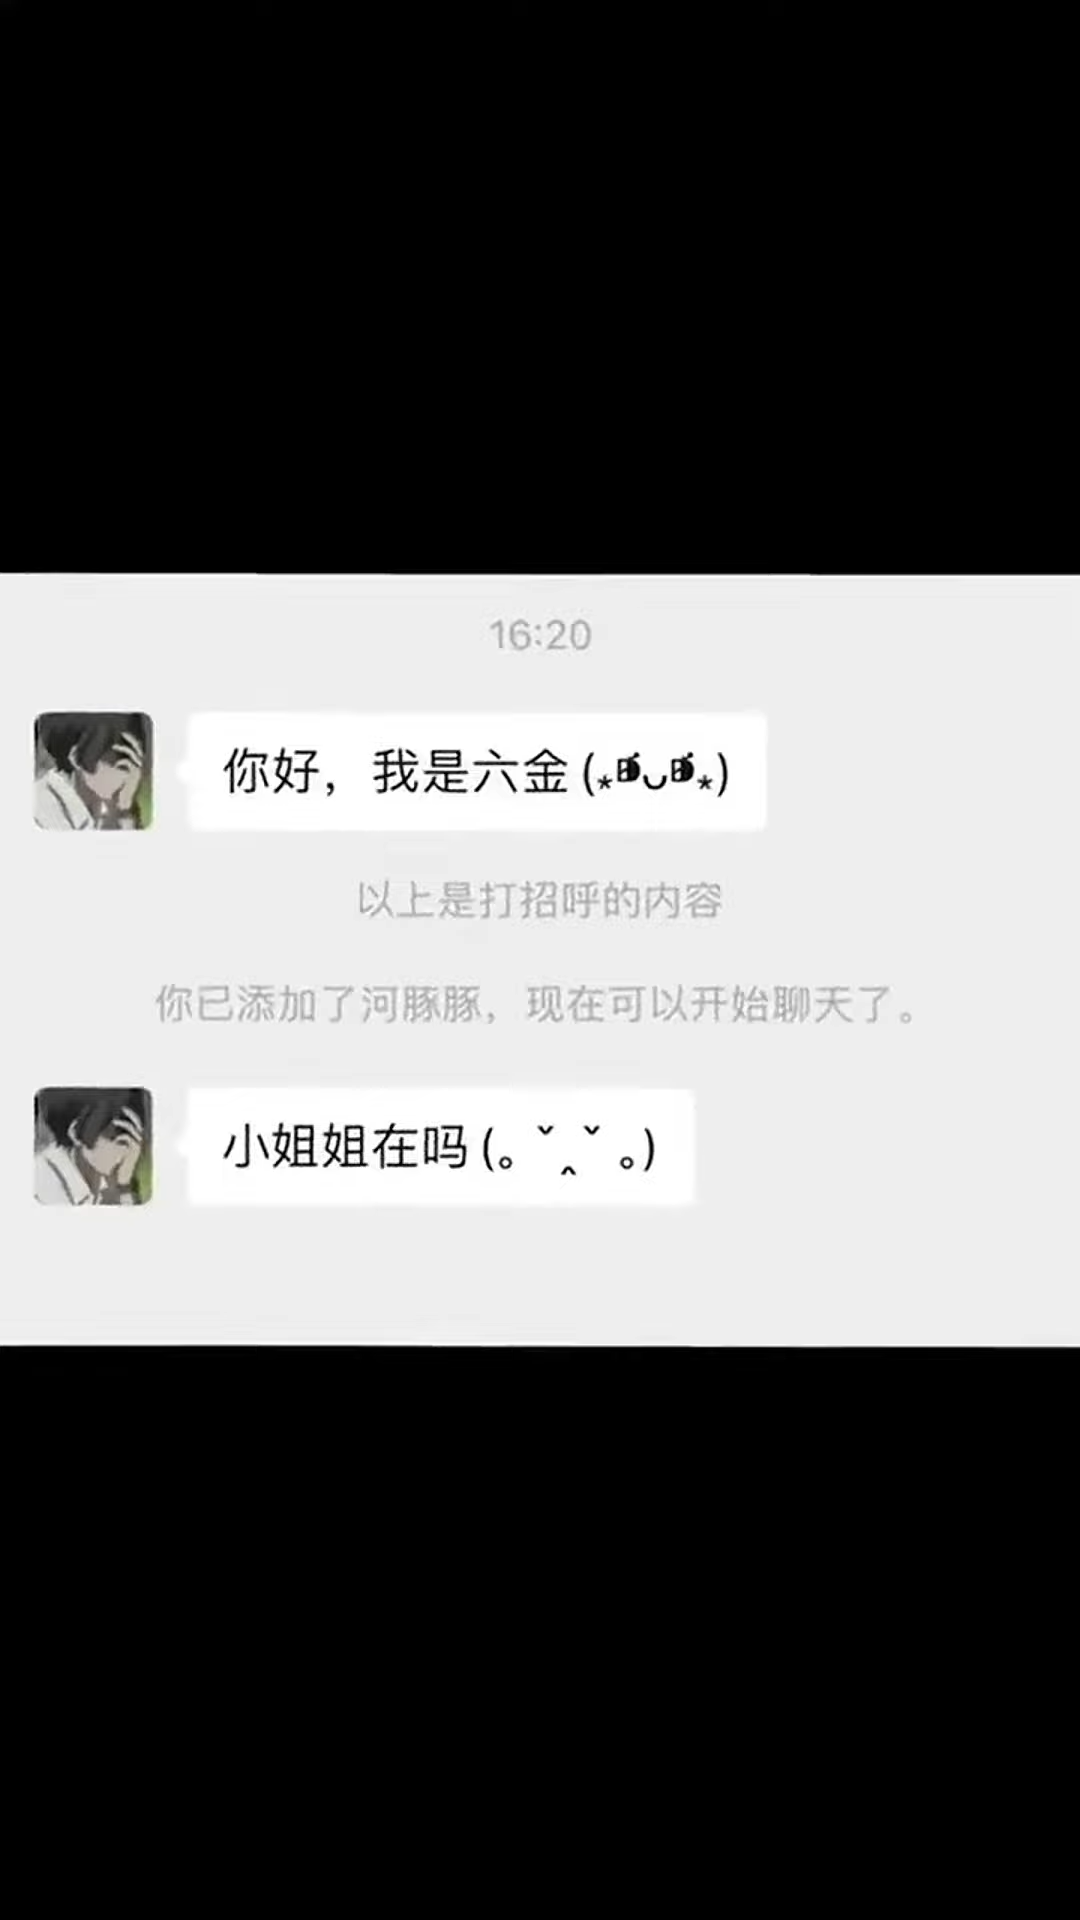 16:20
你好，我是六金 (⁎⁍̴̛ᴗ⁍̴̛⁎)
以上是打招呼的内容
你已添加了河豚豚，现在可以开始聊天了。
小姐姐在吗 (｡ˇ‸ˇ｡)